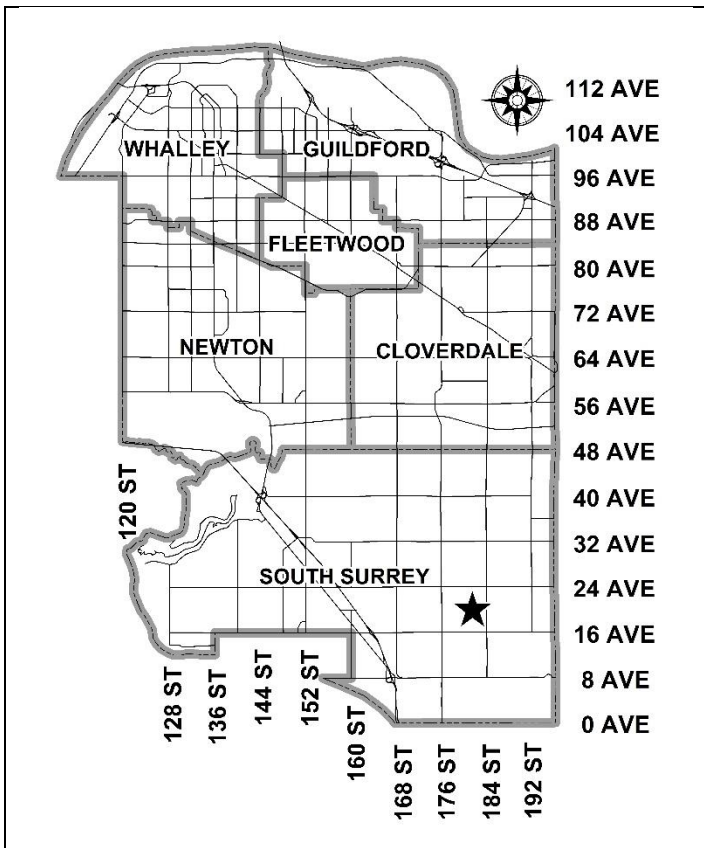 112 AVE
104 AVE
WHALLEY
GUILDFORD
96 AVE
88 AVE
FLEETWOOD
80 AVE
72 AVE
NEWTON
CLOVERDALE
64 AVE
56 AVE
48 AVE
120 ST
40 AVE
32 AVE
SOUTH SURREY
24 AVE
16 AVE
8 AVE
0 AVE
128 ST
136 ST
144 ST
152 ST
160 ST
168 ST
176 ST
184 ST
192 ST